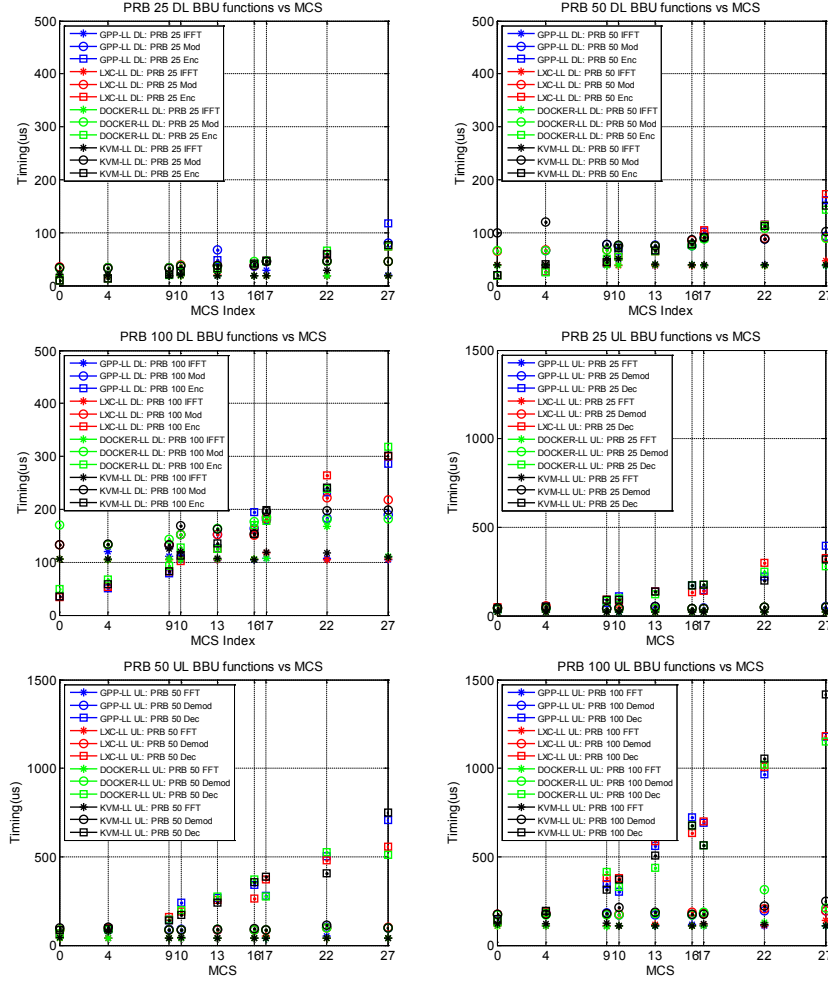 PRB 25 DL BBU functions vs MCS
500
400
300
200
100
0
Timing(us)
GPP-LL DL: PRB 25 IFFT
GPP-LL DL: PRB 25 Mod
GPP-LL DL: PRB 25 Enc
LXC-LL DL: PRB 25 IFFT
LXC-LL DL: PRB 25 Mod
LXC-LL DL: PRB 25 Enc
DOCKER-LL DL: PRB 25 IFFT
DOCKER-LL DL: PRB 25 Mod
DOCKER-LL DL: PRB 25 Enc
KVM-LL DL: PRB 25 IFFT
KVM-LL DL: PRB 25 Mod
KVM-LL DL: PRB 25 Enc
0 4 9 10 13 16 17 22 27
MCS Index
PRB 50 DL BBU functions vs MCS
500
400
300
200
100
0
Timing(us)
GPP-LL DL: PRB 50 IFFT
GPP-LL DL: PRB 50 Mod
GPP-LL DL: PRB 50 Enc
LXC-LL DL: PRB 50 IFFT
LXC-LL DL: PRB 50 Mod
LXC-LL DL: PRB 50 Enc
DOCKER-LL DL: PRB 50 IFFT
DOCKER-LL DL: PRB 50 Mod
DOCKER-LL DL: PRB 50 Enc
KVM-LL DL: PRB 50 IFFT
KVM-LL DL: PRB 50 Mod
KVM-LL DL: PRB 50 Enc
0 4 9 10 13 16 17 22 27
MCS Index
PRB 100 DL BBU functions vs MCS
500
400
300
200
100
0
Timing(us)
GPP-LL DL: PRB 100 IFFT
GPP-LL DL: PRB 100 Mod
GPP-LL DL: PRB 100 Enc
LXC-LL DL: PRB 100 IFFT
LXC-LL DL: PRB 100 Mod
LXC-LL DL: PRB 100 Enc
DOCKER-LL DL: PRB 100 IFFT
DOCKER-LL DL: PRB 100 Mod
DOCKER-LL DL: PRB 100 Enc
KVM-LL DL: PRB 100 IFFT
KVM-LL DL: PRB 100 Mod
KVM-LL DL: PRB 100 Enc
0 4 9 10 13 16 17 22 27
MCS Index
PRB 25 UL BBU functions vs MCS
1500
1000
500
0
Timing(us)
GPP-LL UL: PRB 25 FFT
GPP-LL UL: PRB 25 Demod
GPP-LL UL: PRB 25 Dec
LXC-LL UL: PRB 25 FFT
LXC-LL UL: PRB 25 Demod
LXC-LL UL: PRB 25 Dec
DOCKER-LL UL: PRB 25 FFT
DOCKER-LL UL: PRB 25 Demod
DOCKER-LL UL: PRB 25 Dec
KVM-LL UL: PRB 25 FFT
KVM-LL UL: PRB 25 Demod
KVM-LL UL: PRB 25 Dec
0 4 9 10 13 16 17 22 27
MCS
PRB 50 UL BBU functions vs MCS
1500
1000
500
0
Timing(us)
GPP-LL UL: PRB 50 FFT
GPP-LL UL: PRB 50 Demod
GPP-LL UL: PRB 50 Dec
LXC-LL UL: PRB 50 FFT
LXC-LL UL: PRB 50 Demod
LXC-LL UL: PRB 50 Dec
DOCKER-LL UL: PRB 50 FFT
DOCKER-LL UL: PRB 50 Demod
DOCKER-LL UL: PRB 50 Dec
KVM-LL UL: PRB 50 FFT
KVM-LL UL: PRB 50 Demod
KVM-LL UL: PRB 50 Dec
0 4 9 10 13 16 17 22 27
MCS
PRB 100 UL BBU functions vs MCS
1500
1000
500
0
Timing(us)
GPP-LL UL: PRB 100 FFT
GPP-LL UL: PRB 100 Demod
GPP-LL UL: PRB 100 Dec
LXC-LL UL: PRB 100 FFT
LXC-LL UL: PRB 100 Demod
LXC-LL UL: PRB 100 Dec
DOCKER-LL UL: PRB 100 FFT
DOCKER-LL UL: PRB 100 Demod
DOCKER-LL UL: PRB 100 Dec
KVM-LL UL: PRB 100 FFT
KVM-LL UL: PRB 100 Demod
KVM-LL UL: PRB 100 Dec
0 4 9 10 13 16 17 22 27
MCS